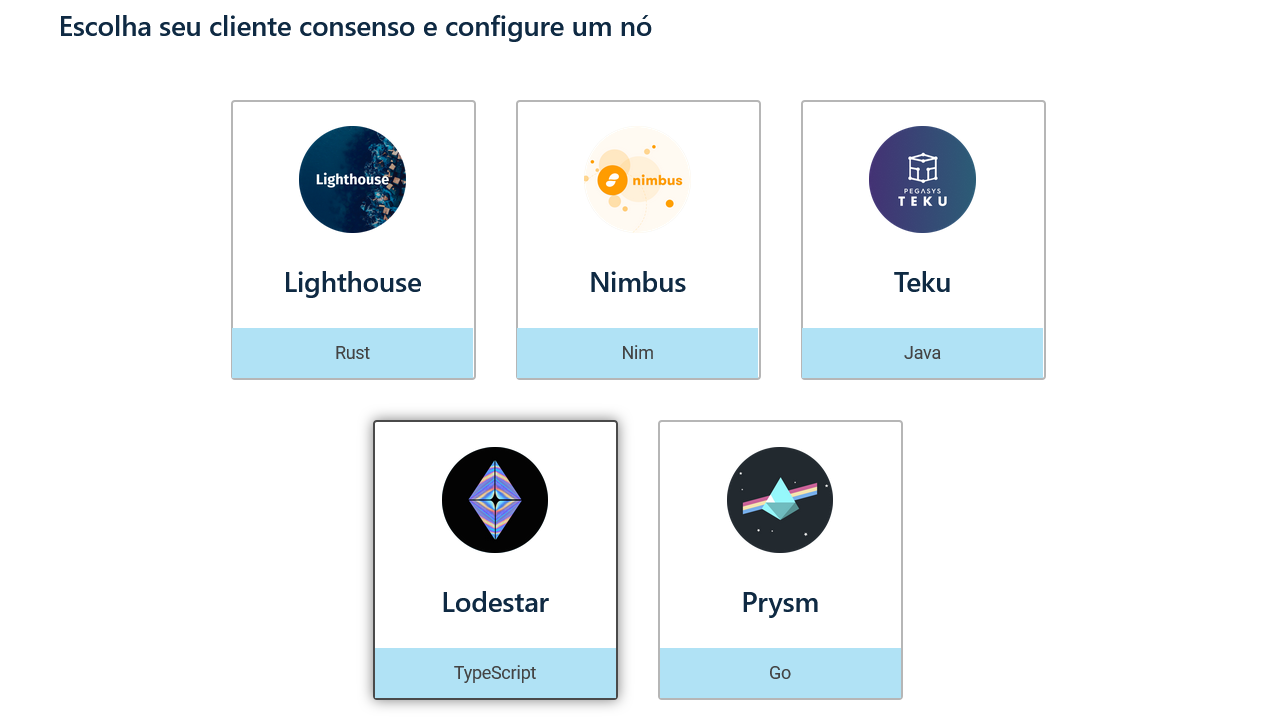 Escolha seu cliente consenso e configure um nó
Lighthouse
nimbus
PEGASYS
TEKU
Lighthouse
Nimbus
Teku
Rust
Nim
Java
Lodestar
Prysm
TypeScript
Go